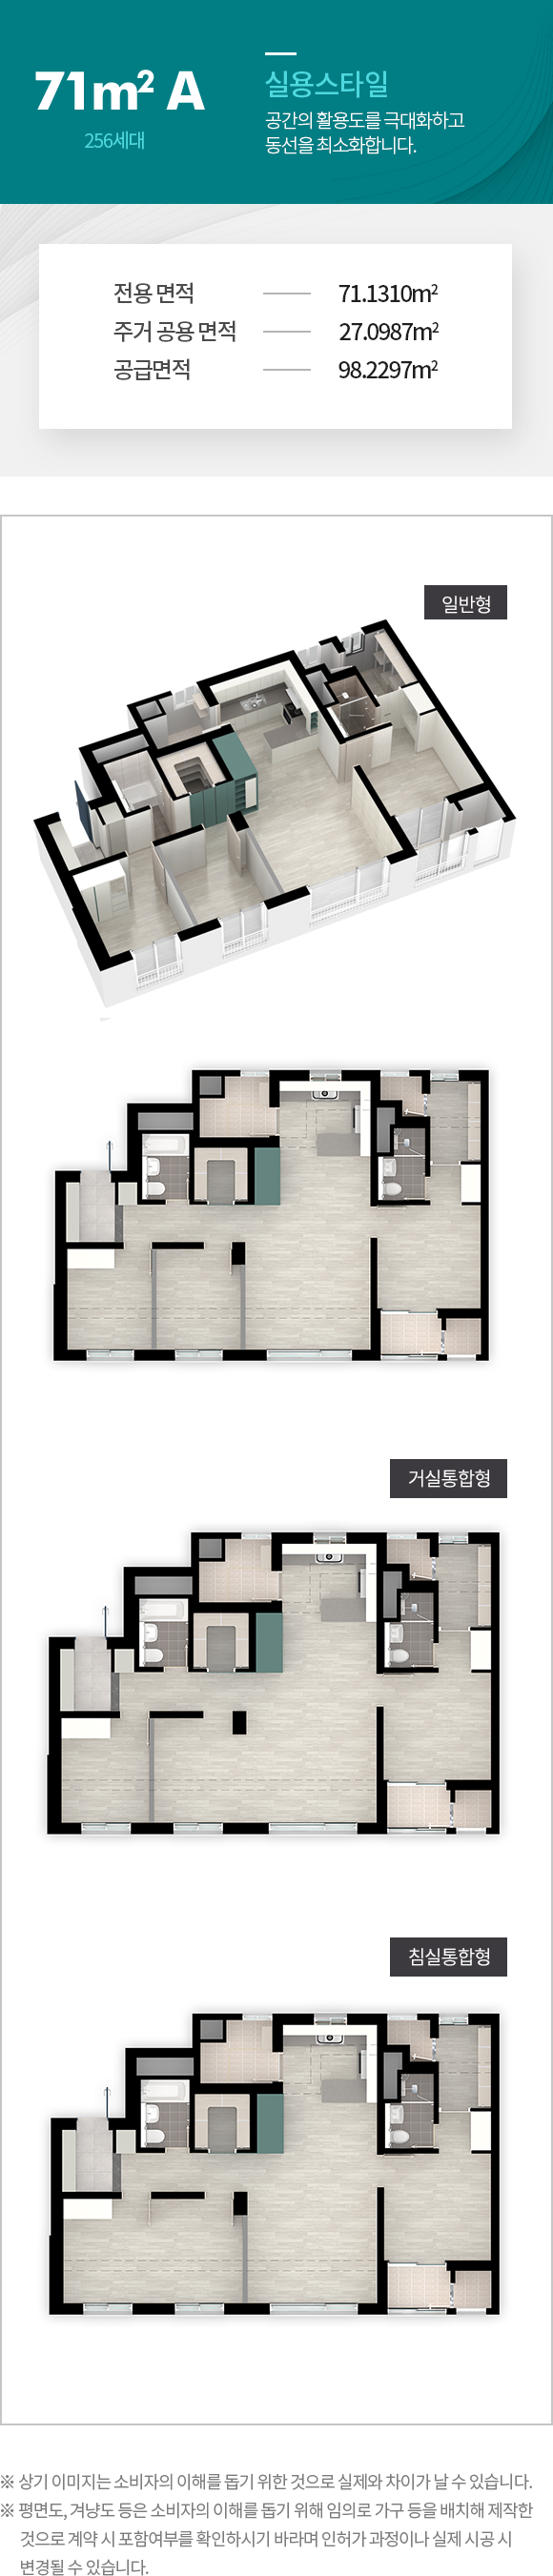 71m² A
256세대
실용스타일
공간의 활용도를 극대화하고
동선을 최소화합니다.
전용 면적 71.1310m²
주거 공용 면적 27.0987m²
공급면적 98.2297m²
일반형
거실통합형
침실통합형
※ 상기 이미지는 소비자의 이해를 돕기 위한 것으로 실제와 차이가 날 수 있습니다.
※ 평면도, 겨냥도 등은 소비자의 이해를 돕기 위해 임의로 가구 등을 배치해 제작한
것으로 계약 시 포함여부를 확인하시기 바라며 인허가 과정이나 실제 시공 시
변경될 수 있습니다.